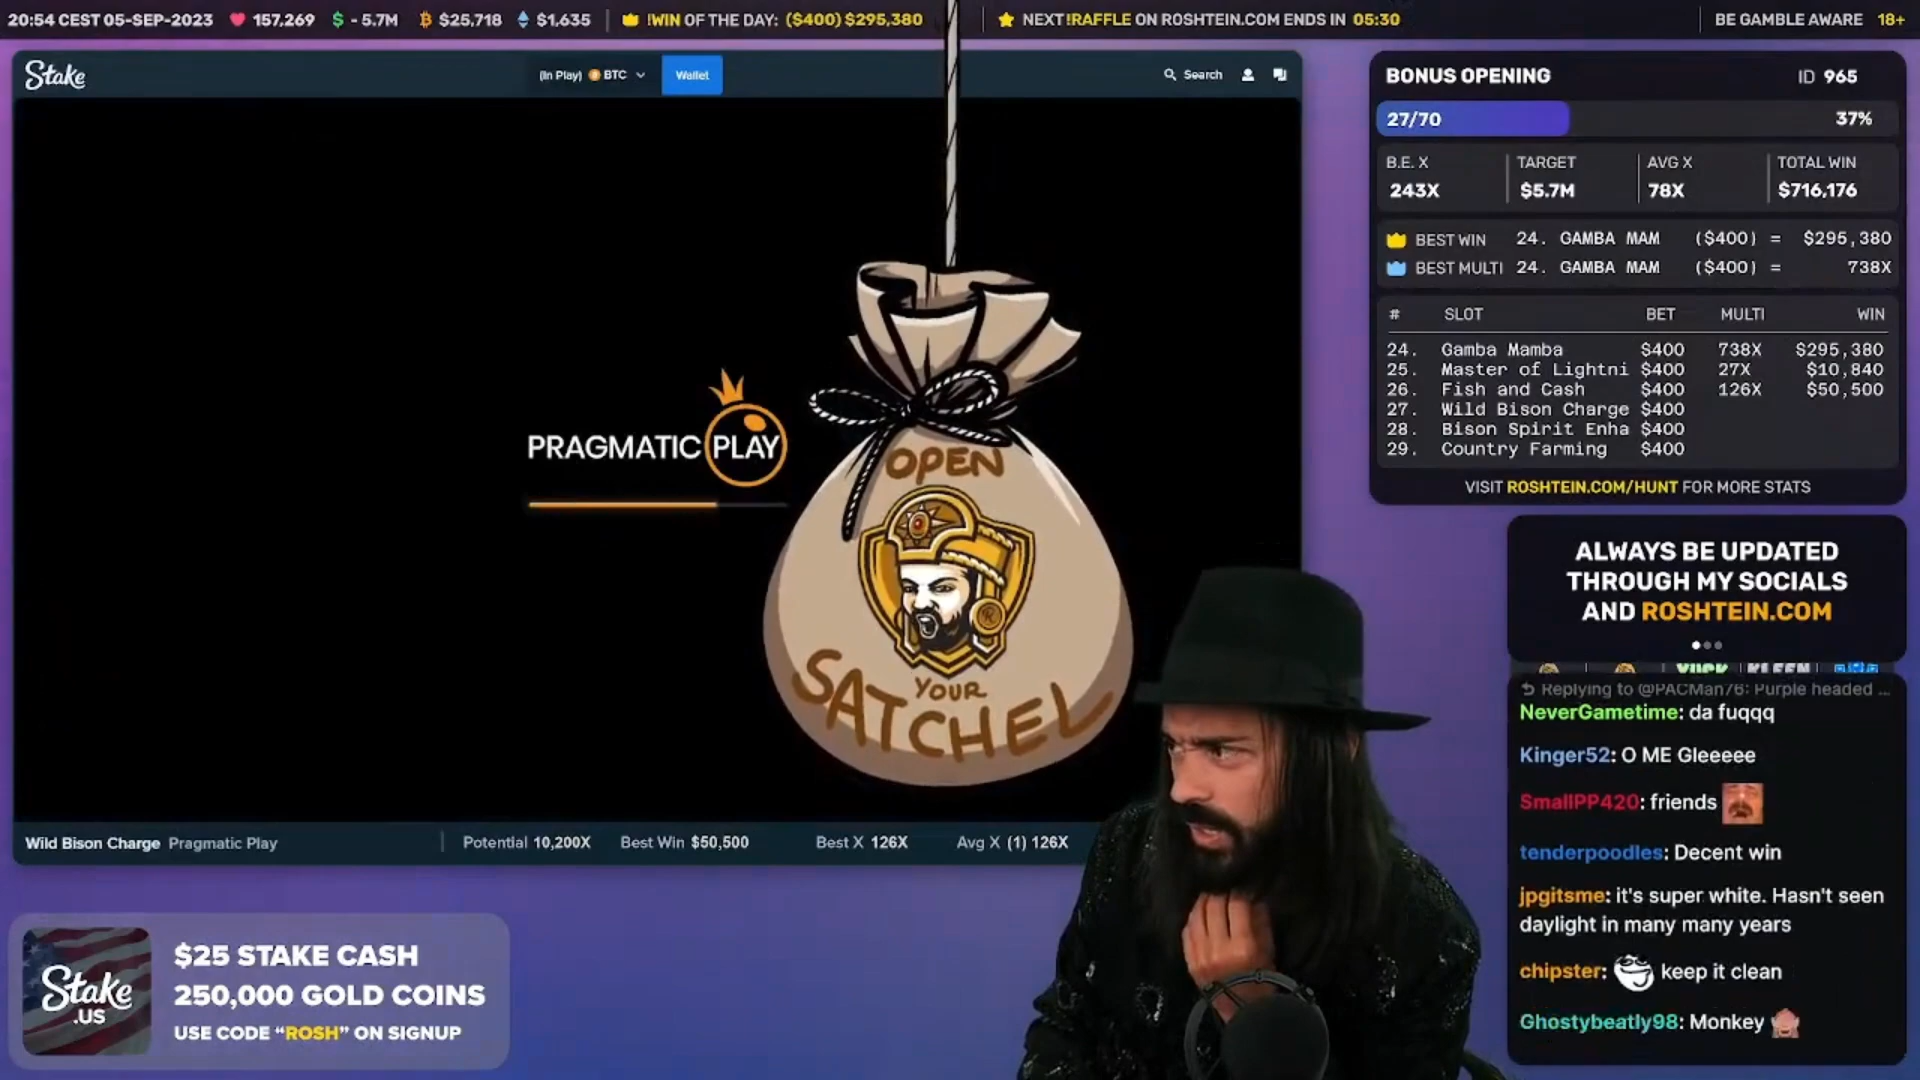 20:54 CEST 05-SEP-2023 157,269 $ - 5.7M $25,718 $1,635 !WIN OF THE DAY: ($400) $295,380 NEXT !RAFFLE ON ROSHTEIN.COM ENDS IN 05:30 BE GAMBLE AWARE 18+
Stake (In Play) BTC Wallet Search
PRAGMATIC PLAY
OPEN
YOUR
SATCHEL
Wild Bison Charge Pragmatic Play Potential 10,200X Best Win $50,500 Best X 126X Avg X (1) 126X
Stake
.US
$25 STAKE CASH
250,000 GOLD COINS
USE CODE “ROSH” ON SIGNUP
BONUS OPENING ID 965
27/70 37%
B.E. X TARGET AVG X TOTAL WIN
243X $5.7M 78X $716,176
BEST WIN 24. GAMBA MAM ($400) = $295,380
BEST MULTI 24. GAMBA MAM ($400) = 738X
# SLOT BET MULTI WIN
24. Gamba Mamba $400 738X $295,380
25. Master of Lightni $400 27X $10,840
26. Fish and Cash $400 126X $50,500
27. Wild Bison Charge $400
28. Bison Spirit Enha $400
29. Country Farming $400
VISIT ROSHTEIN.COM/HUNT FOR MORE STATS
ALWAYS BE UPDATED
THROUGH MY SOCIALS
AND ROSHTEIN.COM
Replying to @PACMan76: Purple headed ...
NeverGametime: da fuqqq
Kinger52: O ME Gleeeee
SmallPP420: friends
tenderpoodles: Decent win
jpgitsme: it's super white. Hasn't seen
daylight in many many years
chipster: keep it clean
Ghostybeatly98: Monkey